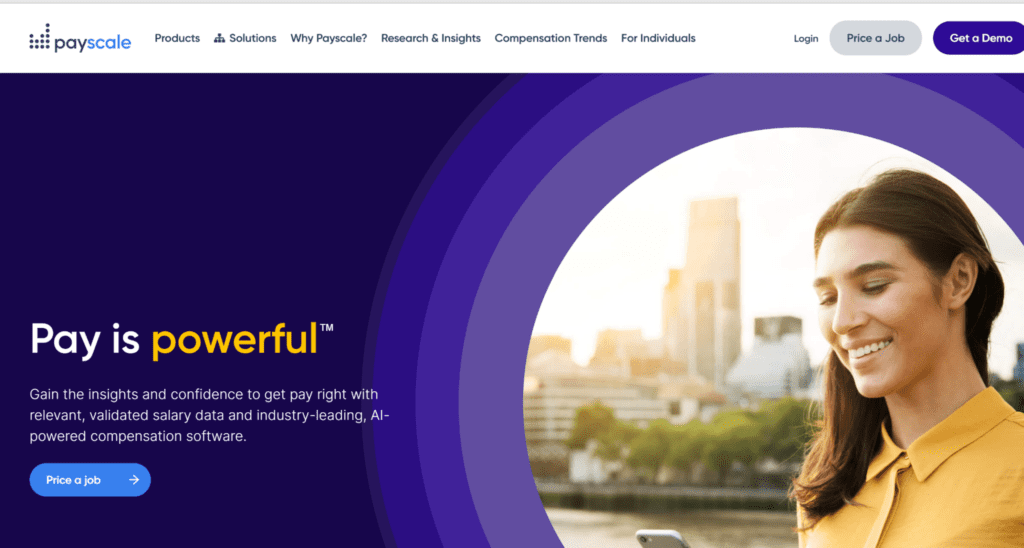 payscale
Products
Solutions
Why Payscale?
Research & Insights
Compensation Trends
For Individuals
Login
Price a Job
Get a Demo
Pay is powerful™
Gain the insights and confidence to get pay right with
relevant, validated salary data and industry-leading, AI-
powered compensation software.
Price a job